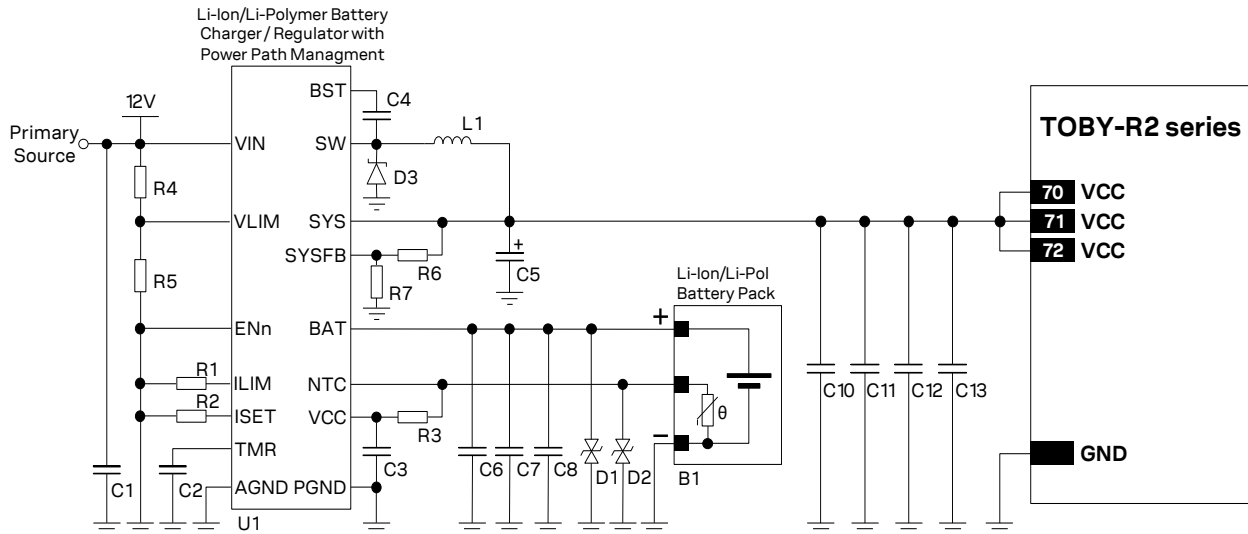 Li-Ion/Li-Polymer Battery
Charger / Regulator with
Power Path Managment
12V
Primary
Source
VIN
BST
C4
SW
L1
D3
R4
VLIM
SYS
SYSFB
R6
R7
C5
R5
ENn
BAT
R1
ILIM
NTC
R2
ISET
VCC
R3
TMR
C1
C2
AGND
PGND
C3
U1
C6
C7
C8
D1
D2
Li-Ion/Li-Pol
Battery Pack
+
θ
–
B1
C10
C11
C12
C13
+
TOBY-R2 series
70 VCC
71 VCC
72 VCC
GND